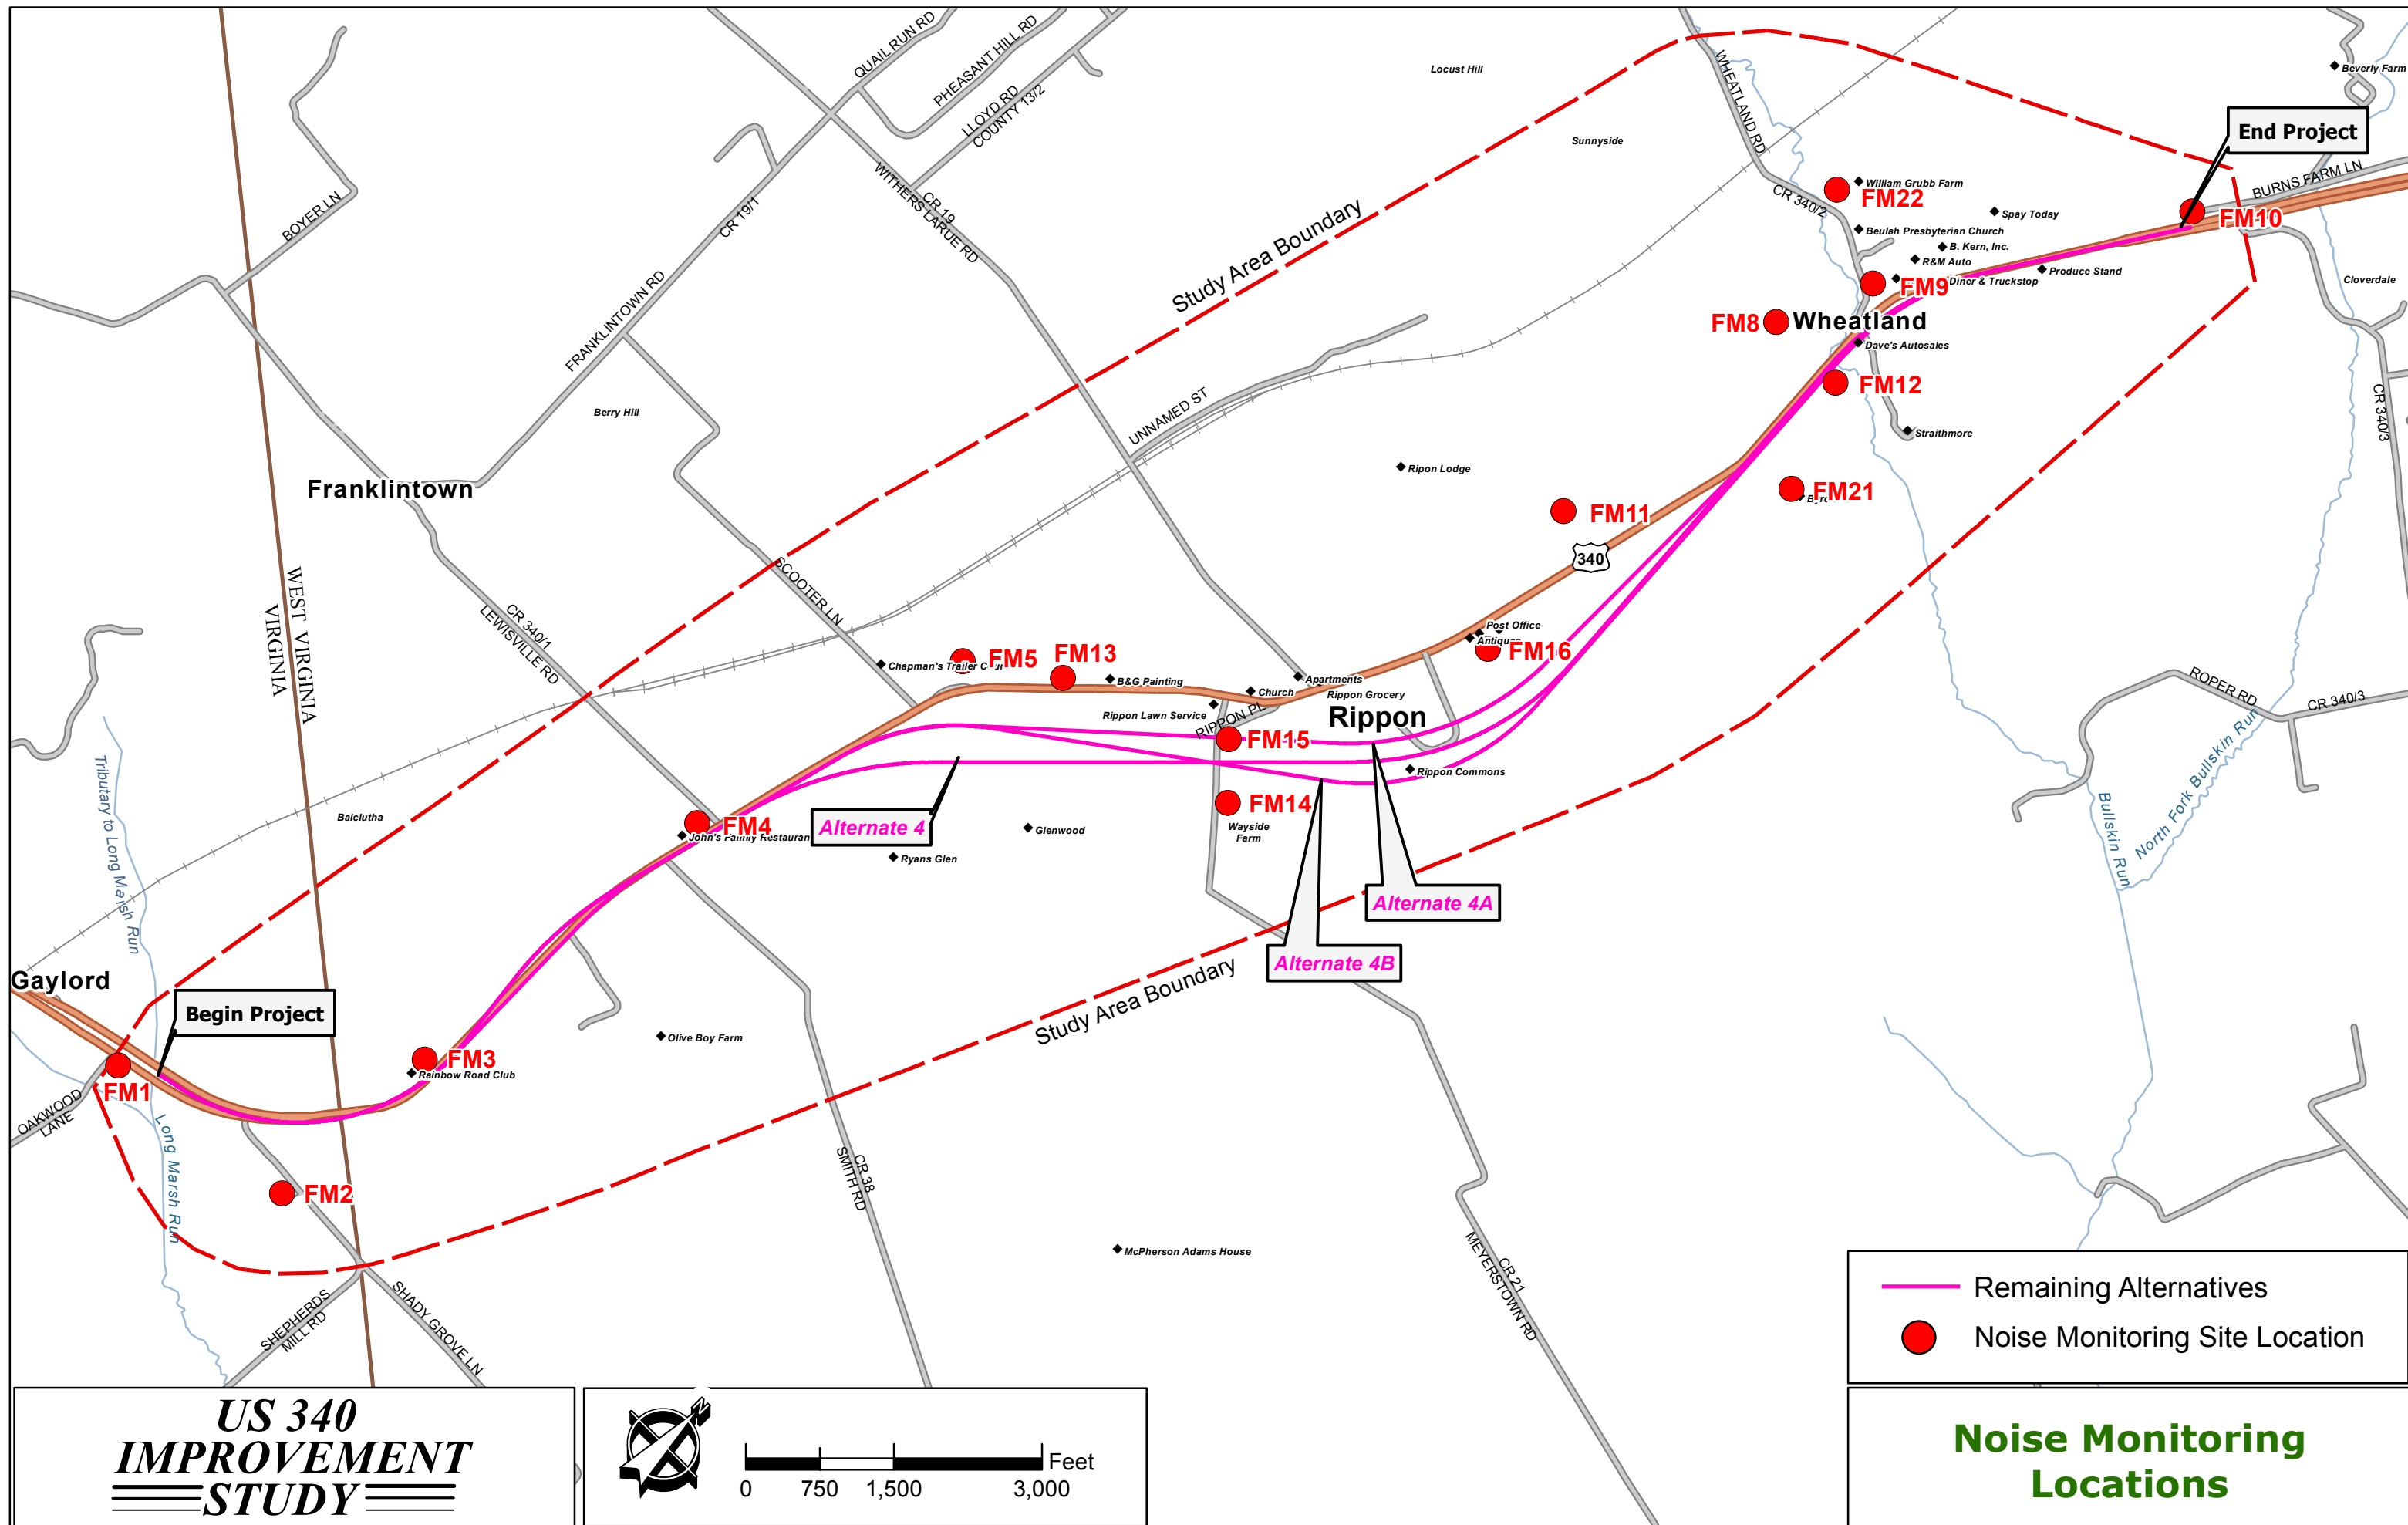 QUAIL RUN RD
PHEASANT HILL RD
LLOYD RD
COUNTY 13/2
Locust Hill
Sunnyside
WHEATLAND RD
Beverly Farm
End Project
BURNS FARM LN
BOYER LN
CR 19/1
CR 19
WITHERS LARUE RD
Study Area Boundary
CR 340/2
William Grubb Farm
FM22
Spay Today
FM10
Beulah Presbyterian Church
B. Kern, Inc.
R&M Auto
Produce Stand
Diner & Truckstop
FM9
Cloverdale
FRANKLINTOWN RD
FM8
Wheatland
Dave's Autosales
FM12
CR 340/3
Berry Hill
UNNAMED ST
Straithmore
Franklintown
Ripon Lodge
FM21
FM11
340
WEST VIRGINIA
VIRGINIA
SCOOTER LN
CR 340/1
LEWISVILLE RD
Post Office
Antiques
FM16
Chapman's Trailer Court
FM5
FM13
B&G Painting
Church
Apartments
Rippon Grocery
Rippon Lawn Service
RIPPON PL
Rippon
FM15
ROPER RD
CR 340/3
Rippon Commons
Tributary to Long Marsh Run
Balclutha
FM4
John's Family Restaurant
Alternate 4
Glenwood
Ryans Glen
FM14
Wayside
Farm
Bullskin Run
North Fork Bullskin Run
Alternate 4A
Alternate 4B
Study Area Boundary
Gaylord
Begin Project
FM1
OAKWOOD
LANE
FM3
Rainbow Road Club
Olive Boy Farm
Long Marsh Run
FM2
CR 38
SMITH RD
McPherson Adams House
CR 21
MEYERSTOWN RD
SHEPHERDS
MILL RD
SHADY GROVE LN
Remaining Alternatives
Noise Monitoring Site Location
US 340
IMPROVEMENT
STUDY
N
Feet
0 750 1,500 3,000
Noise Monitoring
Locations